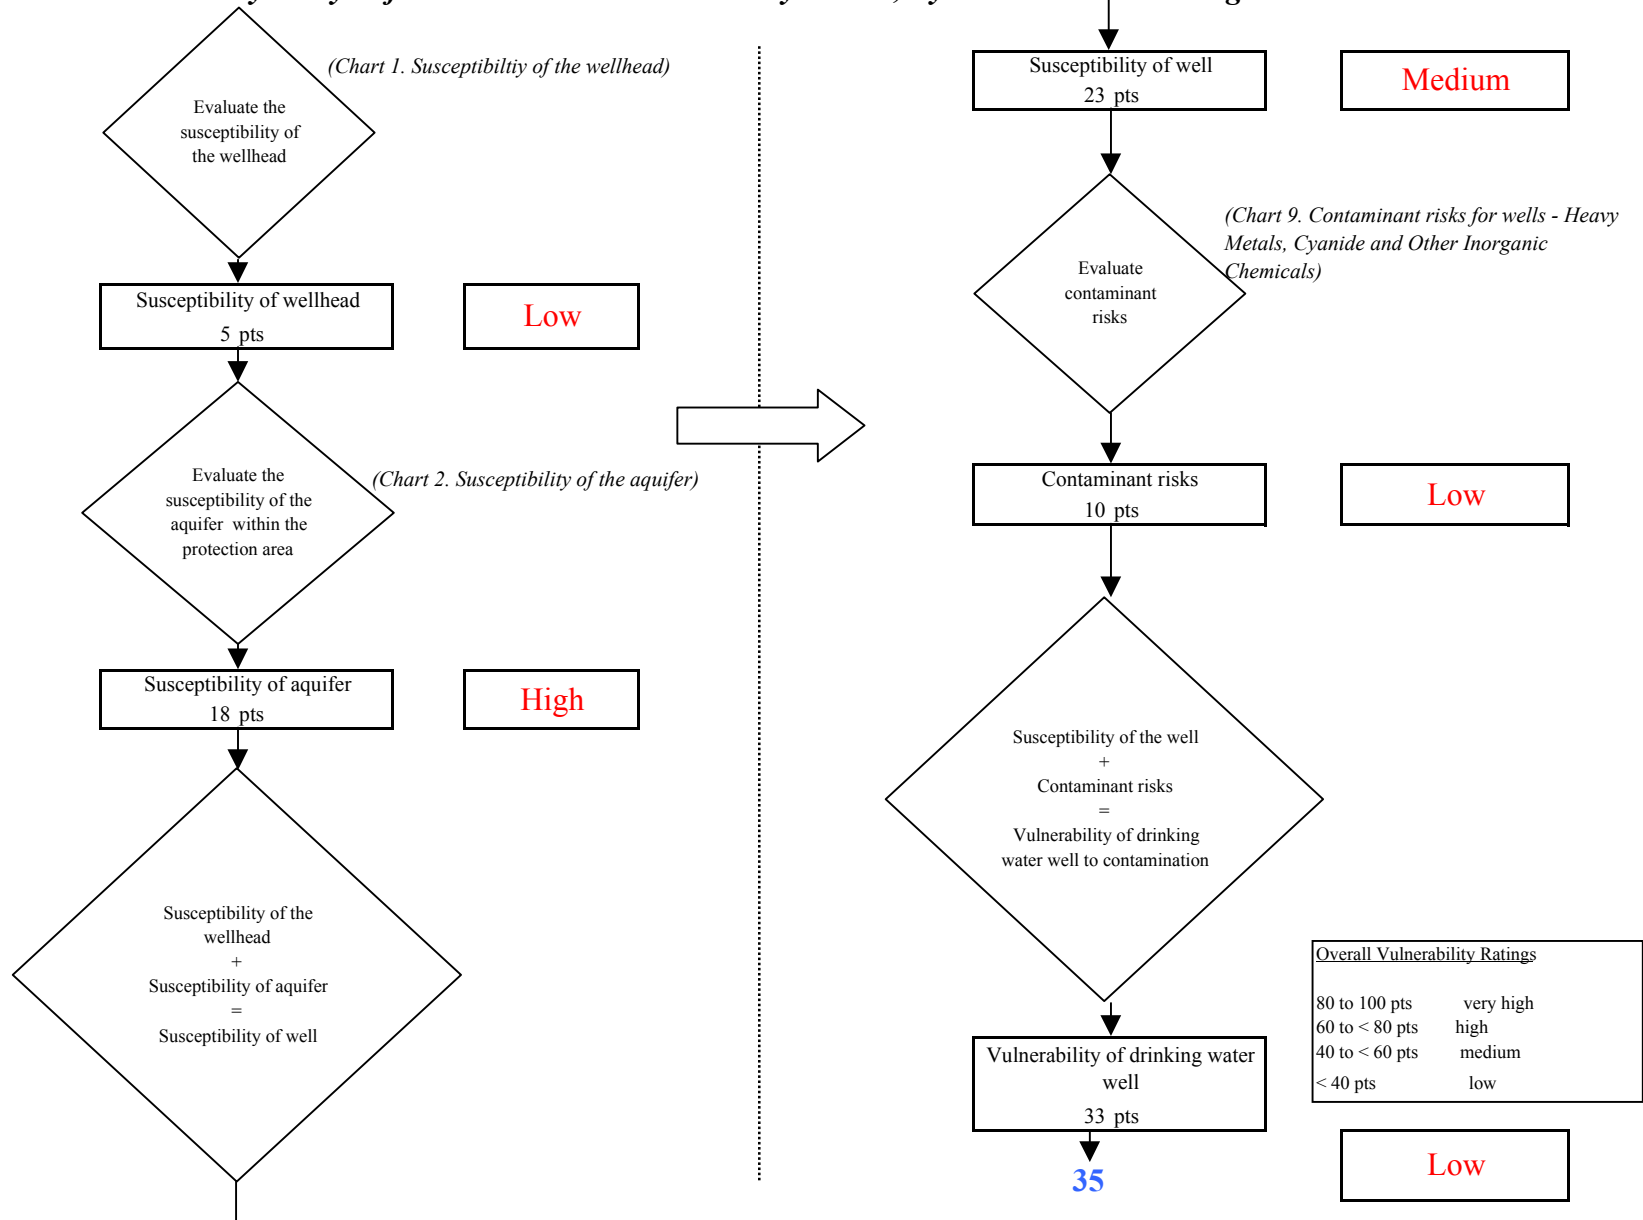 (Chart 1. Susceptibiltiy of the wellhead)
Evaluate the
susceptibility of
the wellhead
Susceptibility of wellhead
5 pts
Low
Evaluate the
susceptibility of the
aquifer within the
protection area
(Chart 2. Susceptibility of the aquifer)
Susceptibility of aquifer
18 pts
High
Susceptibility of the
wellhead
+
Susceptibility of aquifer
=
Susceptibility of well
Susceptibility of well
23 pts
Medium
(Chart 9. Contaminant risks for wells - Heavy
Metals, Cyanide and Other Inorganic
Chemicals)
Evaluate
contaminant
risks
Contaminant risks
10 pts
Low
Susceptibility of the well
+
Contaminant risks
=
Vulnerability of drinking
water well to contamination
Overall Vulnerability Ratings
80 to 100 pts very high
60 to < 80 pts high
40 to < 60 pts medium
< 40 pts low
Vulnerability of drinking water
well
33 pts
35
Low